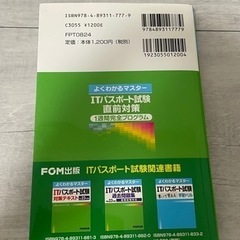 ISBN978-4-89311-777-9
C3055 ¥1200E
FPT0824
定価：本体1,200円（税別）
9784893117779
1923055012004
よくわかるマスター
ITパスポート試験
直前対策
1週間完全プログラム
FOM出版 ITパスポート試験関連書籍
よくわかるマスター
ITパスポート試験
対策テキスト
よくわかるマスター
ITパスポート試験
過去問題集
よくわかるマスター
ITパスポート試験